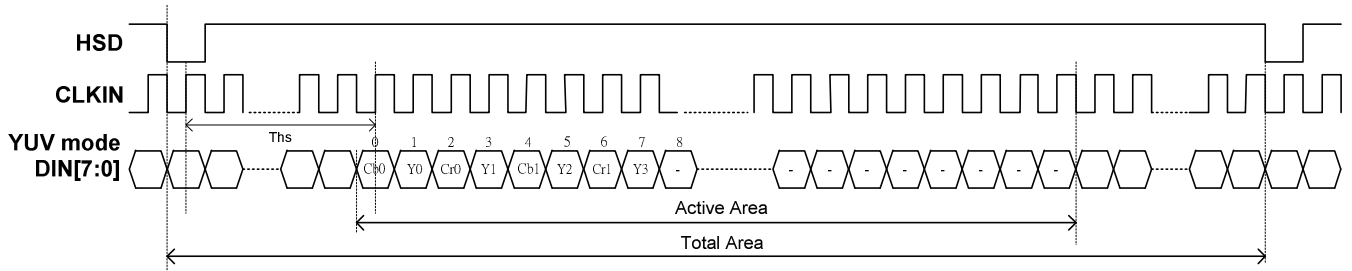 HSD
CLKIN
Ths
YUV mode
DIN[7:0]
0 1 2 3 4 5 6 7 8
Cb0 Y0 Cr0 Y1 Cb1 Y2 Cr1 Y3 - - - - - - - - -
Active Area
Total Area